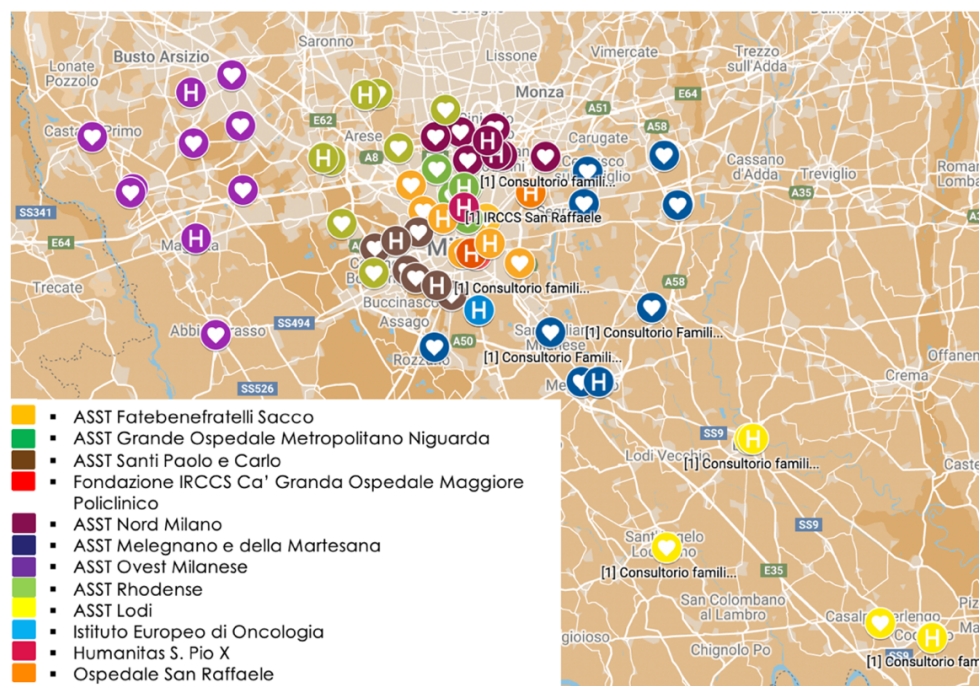 Saronno
Lissone
Vimercate
Trezzo
sull'Adda
Busto Arsizio
Lonate
Pozzolo
Monza
E64
A51
E62
A58
Arese
A8
Carugate
Cassano
d'Adda
Treviglio
A35
[1] Consultorio famili...
SS341
[1] IRCCS San Raffaele
E64
Trecate
[1] Consultorio famili...
A58
Buccinasco
Assago
SS494
A50
[1] Consultorio Famili...
[1] Consultorio Famili...
SS526
Crema
SS9
Lodi Vecchio
[1] Consultorio famili...
SS9
[1] Consultorio famili...
E35
San Colombano
al Lambro
Chignolo Po
SS9
[1] Consultorio fam
H
▪ ASST Fatebenefratelli Sacco
▪ ASST Grande Ospedale Metropolitano Niguarda
▪ ASST Santi Paolo e Carlo
▪ Fondazione IRCCS Ca' Granda Ospedale Maggiore
Policlinico
▪ ASST Nord Milano
▪ ASST Melegnano e della Martesana
▪ ASST Ovest Milanese
▪ ASST Rhodense
▪ ASST Lodi
▪ Istituto Europeo di Oncologia
▪ Humanitas S. Pio X
▪ Ospedale San Raffaele